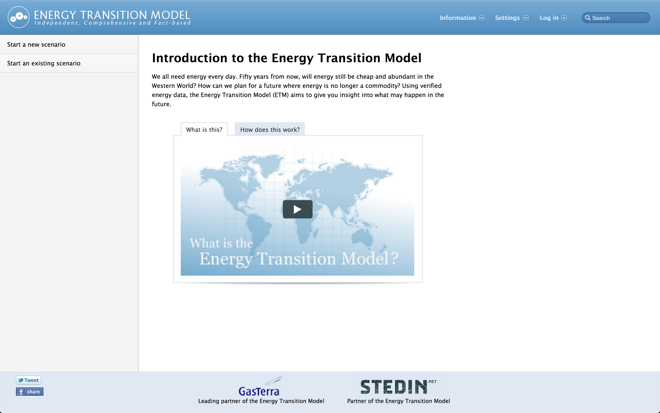 ENERGY TRANSITION MODEL
Independent, Comprehensive and Fact-based
Information
Settings
Log in
Search
Start a new scenario
Start an existing scenario
Introduction to the Energy Transition Model
We all need energy every day. Fifty years from now, will energy still be cheap and abundant in the
Western World? How can we plan for a future where energy is no longer a commodity? Using verified
energy data, the Energy Transition Model (ETM) aims to give you insight into what may happen in the
future.
What is this?
How does this work?
What is the
Energy Transition Model?
Tweet
f share
GasTerra
Leading partner of the Energy Transition Model
STEDIN.NET
Partner of the Energy Transition Model